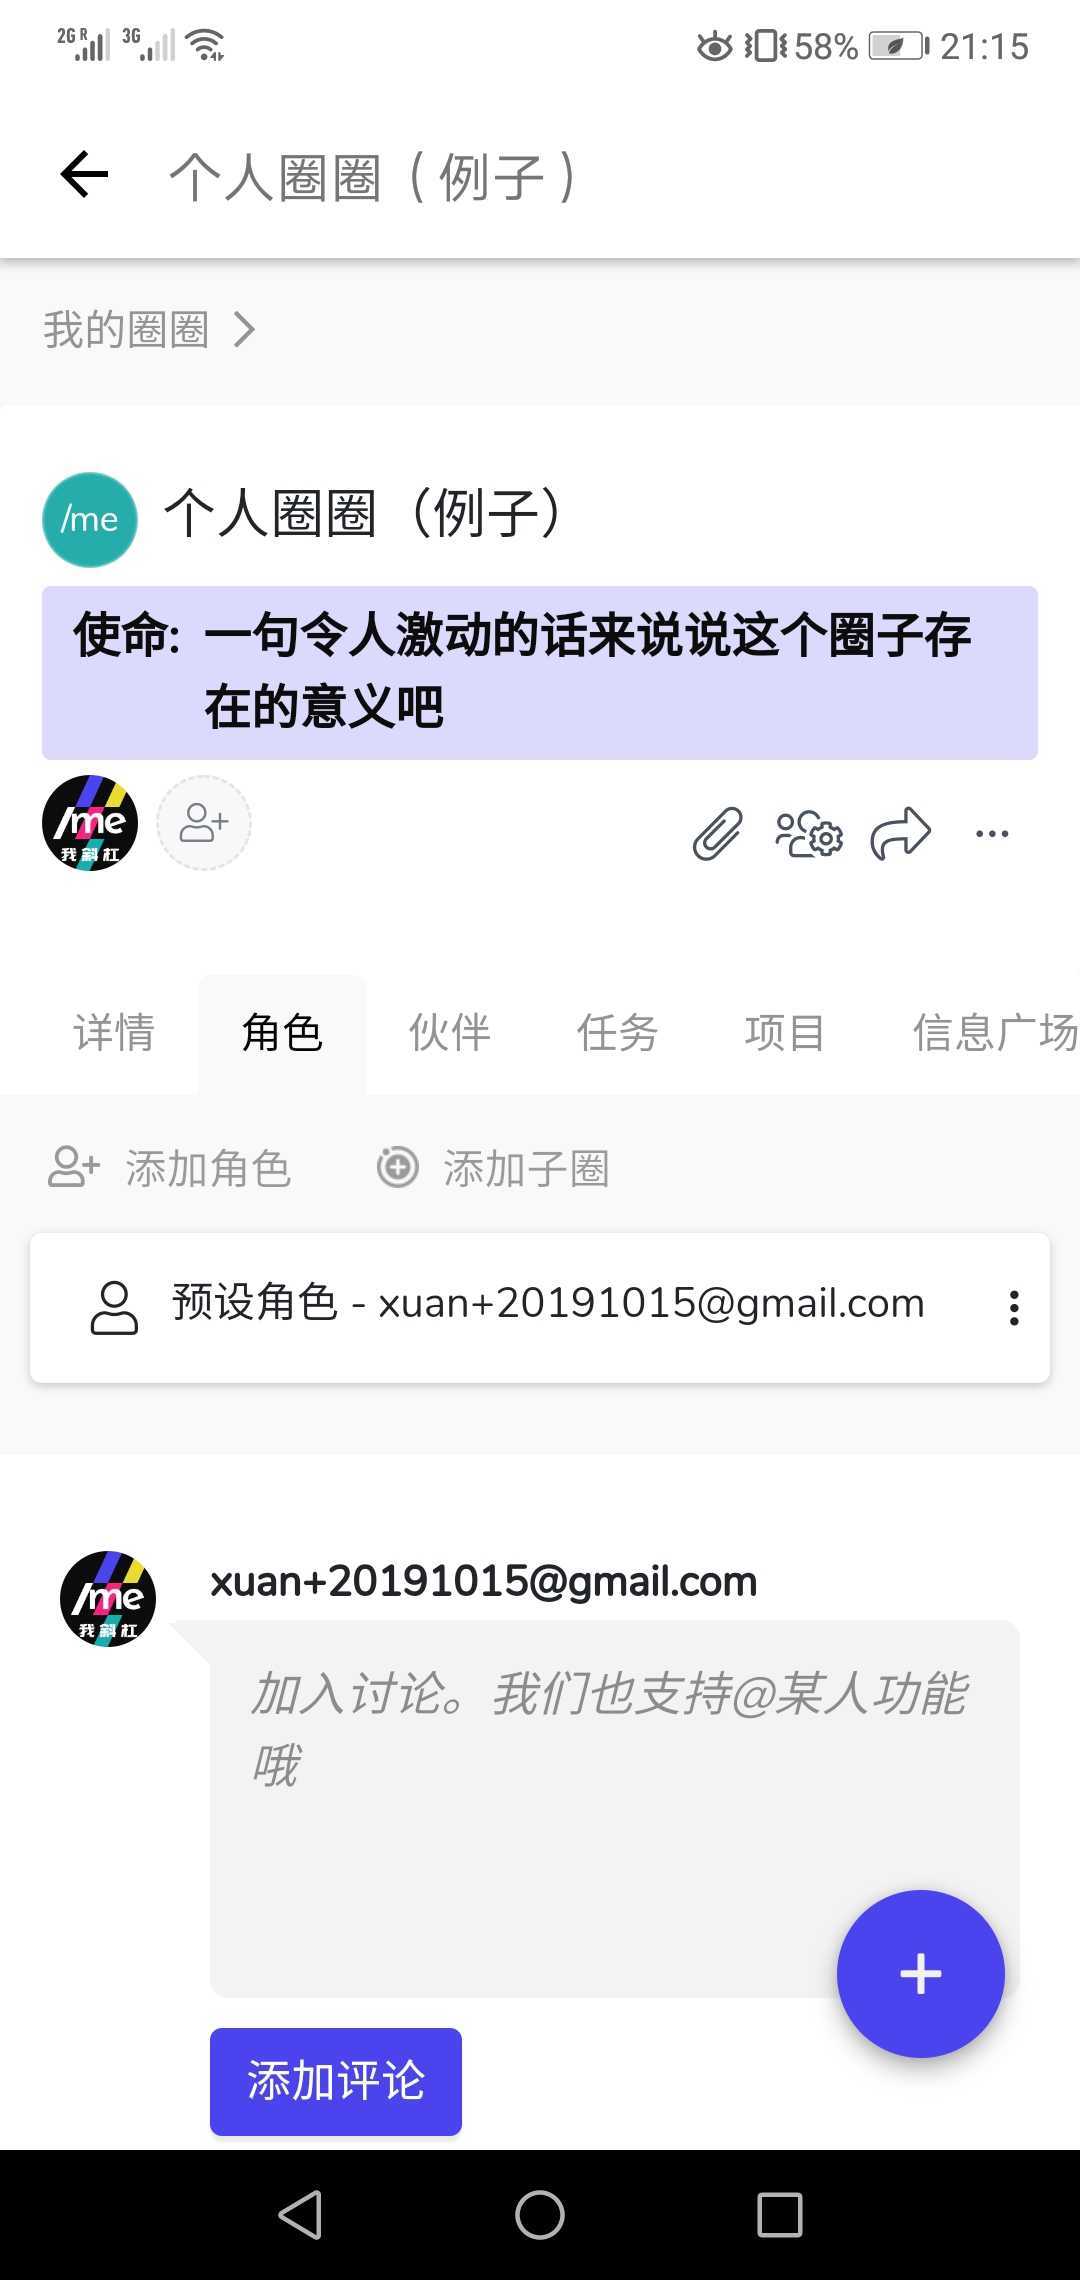 2G R 3G 58% 21:15
个人圈圈（例子）
我的圈圈
/me 个人圈圈（例子）
使命: 一句令人激动的话来说说这个圈子存
在的意义吧
/me
我斜杠
详情 角色 伙伴 任务 项目 信息广场
添加角色 添加子圈
预设角色 - xuan+20191015@gmail.com
/me
我斜杠
xuan+20191015@gmail.com
加入讨论。我们也支持@某人功能
哦
添加评论